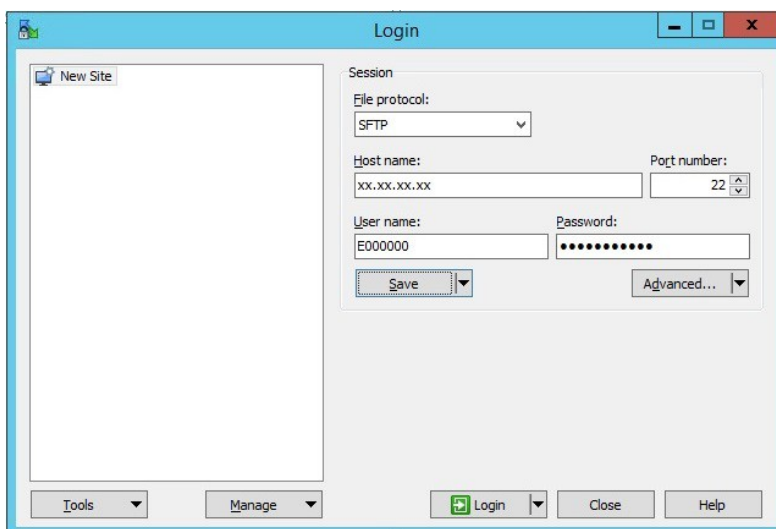 Login
New Site
Session
File protocol:
SFTP
Host name:
Port number:
xx.xx.xx.xx
22
User name:
Password:
E000000
●●●●●●●●●●●
Save
Advanced...
Tools
Manage
Login
Close
Help